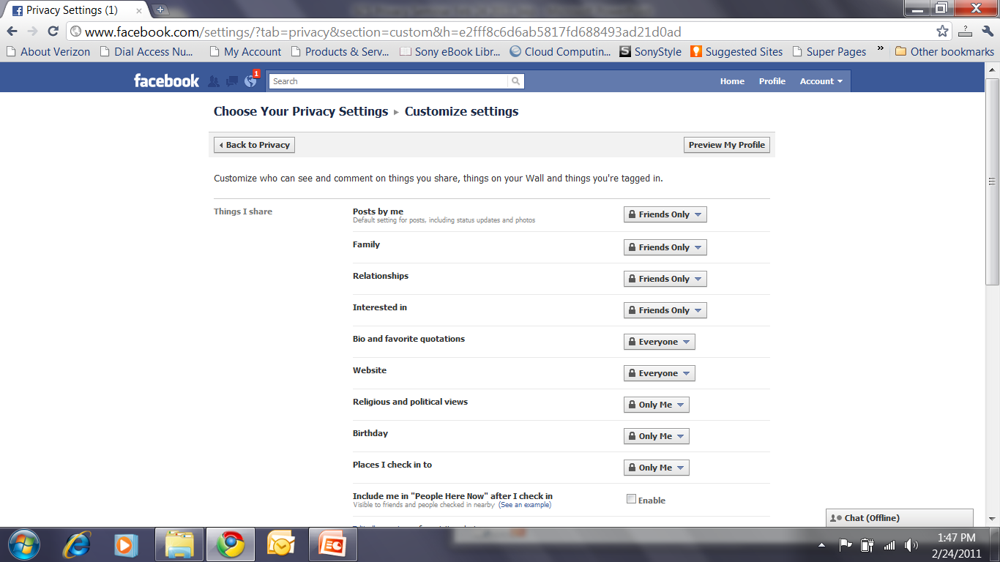 Privacy Settings (1)
www.facebook.com/settings/?tab=privacy&section=custom&h=e2fff8c6d6ab5817fd688493ad21d0ad
About Verizon Dial Access Nu... My Account Products & Serv... Sony eBook Libr... Cloud Computin... SonyStyle Suggested Sites Super Pages » Other bookmarks
facebook 1 Search Home Profile Account
Choose Your Privacy Settings Customize settings
Back to Privacy Preview My Profile
Customize who can see and comment on things you share, things on your Wall and things you're tagged in.
Things I share Posts by me Friends Only
Default setting for posts, including status updates and photos
Family Friends Only
Relationships Friends Only
Interested in Friends Only
Bio and favorite quotations Everyone
Website Everyone
Religious and political views Only Me
Birthday Only Me
Places I check in to Only Me
Include me in "People Here Now" after I check in Enable
Visible to friends and people checked in nearby (See an example)
Chat (Offline)
1:47 PM
2/24/2011